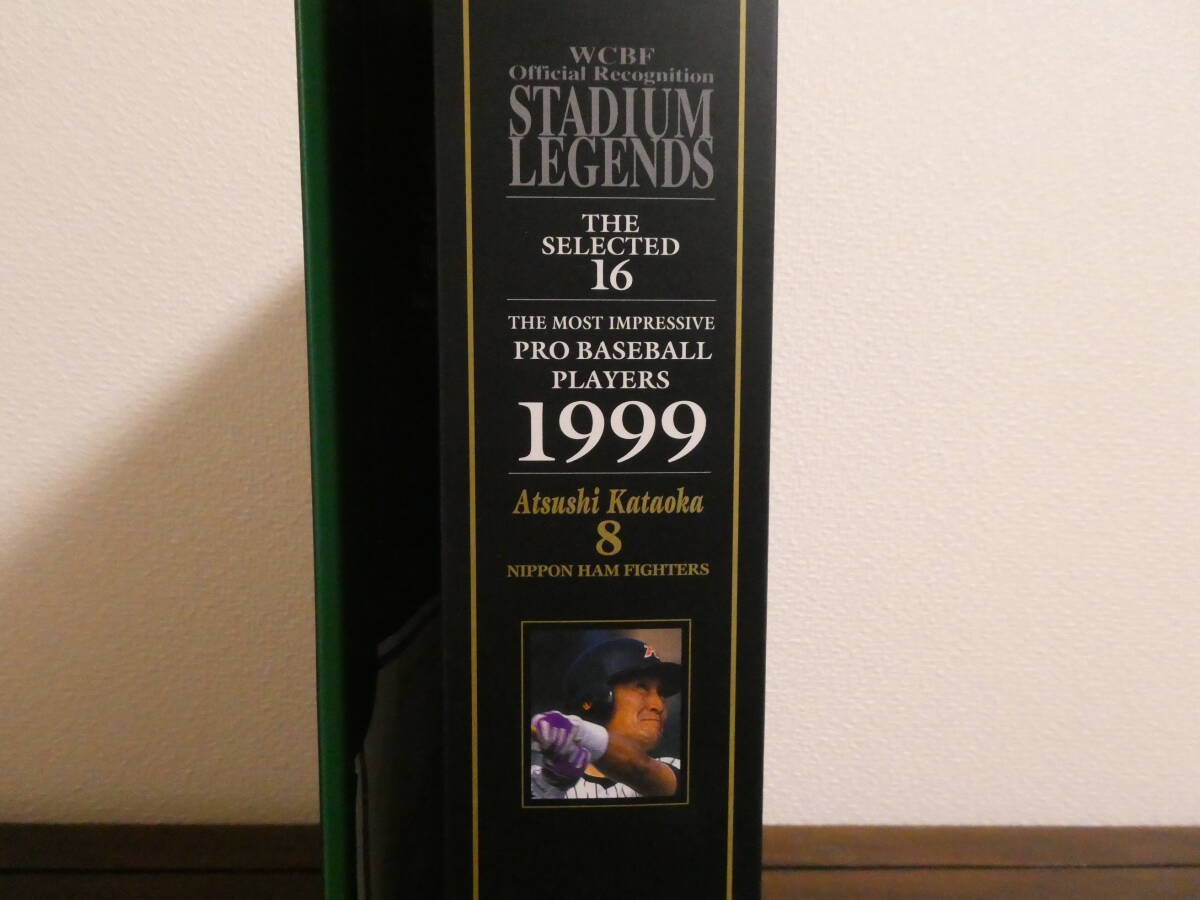 WCBF
Official Recognition
STADIUM
LEGENDS
THE
SELECTED
16
THE MOST IMPRESSIVE
PRO BASEBALL
PLAYERS
1999
Atsushi Kataoka
8
NIPPON HAM FIGHTERS